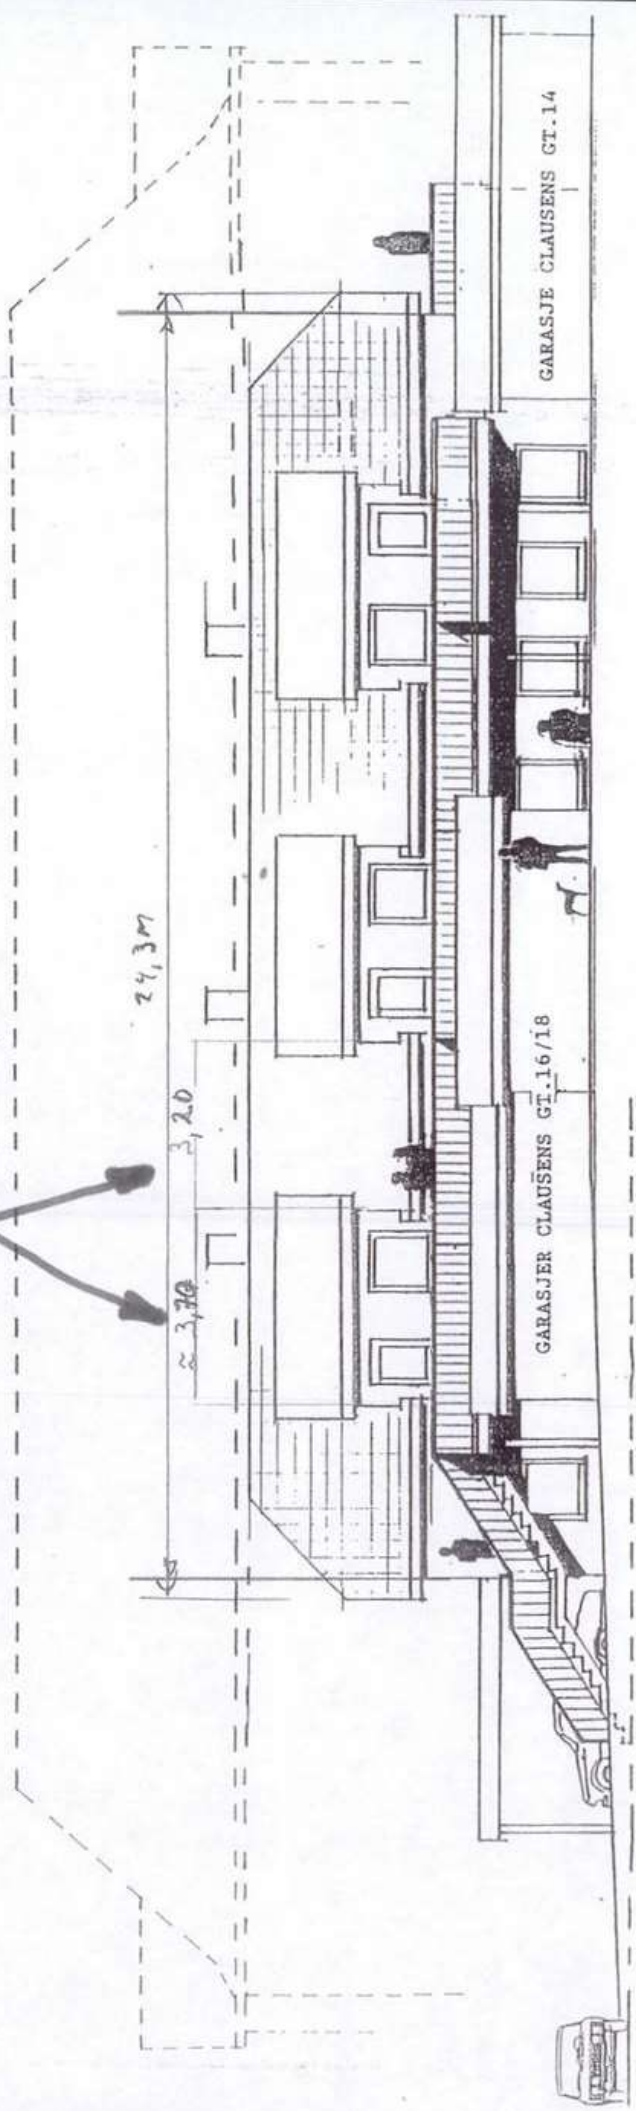 24,3M
≈ 3,70
3,20
GARASJER CLAUSENS GT.16/18
GARASJE CLAUSENS GT.14